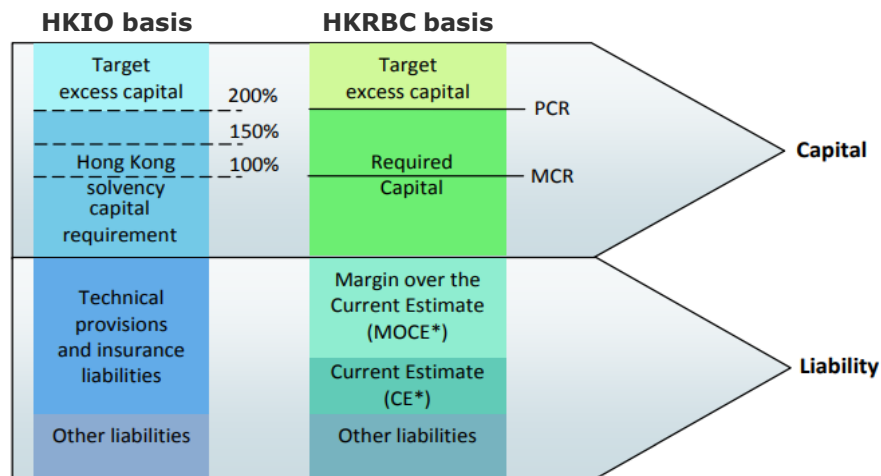 HKIO basis
HKRBC basis
Target
excess capital
200%
150%
100%
Hong Kong
solvency
capital
requirement
Target
excess capital
PCR
Required
Capital
MCR
Capital
Technical
provisions
and insurance
liabilities
Margin over the
Current Estimate
(MOCE*)
Current Estimate
(CE*)
Liability
Other liabilities
Other liabilities